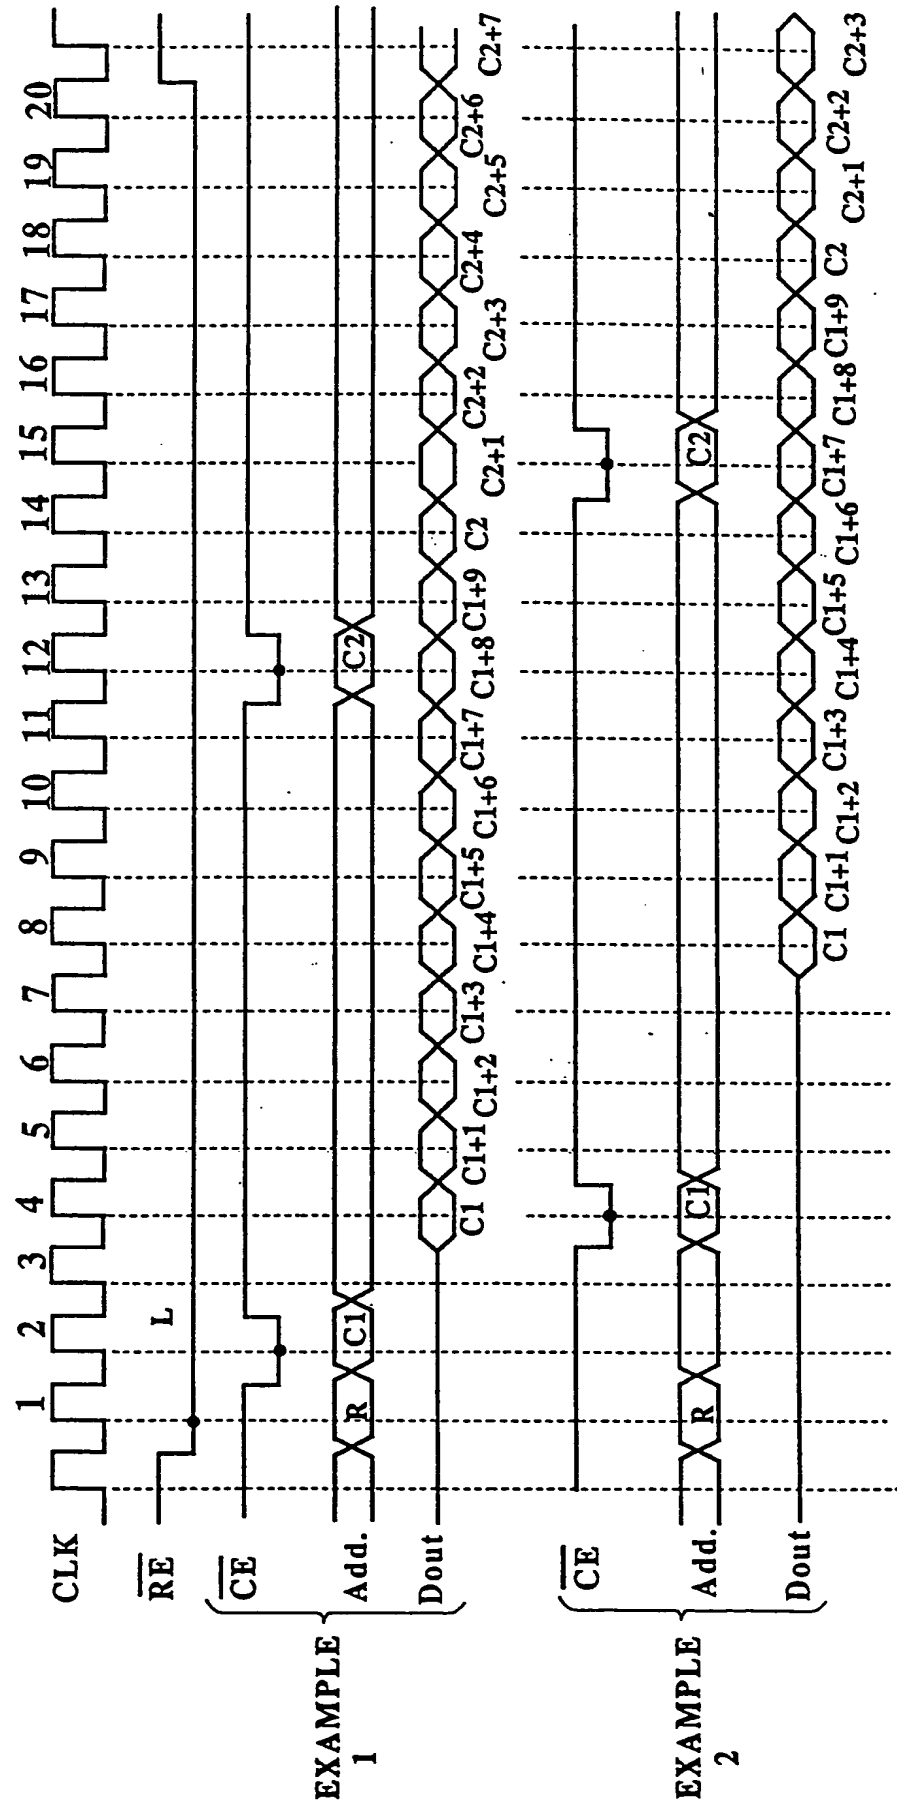 CLK 1 2 3 4 5 6 7 8 9 10 11 12 13 14 15 16 17 18 19 20
RE L
EXAMPLE 1
CE
Add. R C1 C2
Dout
C1 C1+1 C1+2 C1+3 C1+4 C1+5 C1+6 C1+7 C1+8 C1+9 C2 C2+1 C2+2 C2+3 C2+4 C2+5 C2+6 C2+7
EXAMPLE 2
CE
Add. R C1 C2
Dout
C1 C1+1 C1+2 C1+3 C1+4 C1+5 C1+6 C1+7 C1+8 C1+9 C2 C2+1 C2+2 C2+3